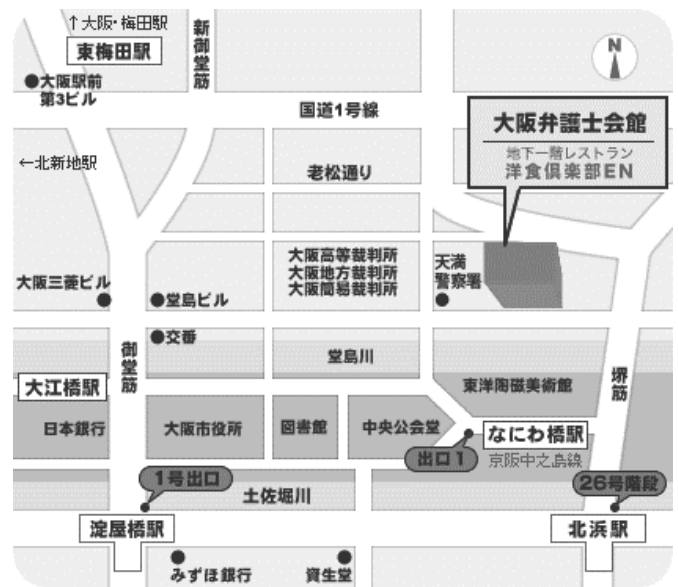 ↑大阪・梅田駅
東梅田駅
新御堂筋
N
大阪駅前
第3ビル
国道1号線
大阪弁護士会館
地下一階レストラン
洋食倶楽部EN
←北新地駅
老松通り
大阪高等裁判所
大阪地方裁判所
大阪簡易裁判所
天満
警察署
大阪三菱ビル
堂島ビル
交番
御堂筋
堂島川
堺筋
大江橋駅
東洋陶磁美術館
日本銀行
大阪市役所
図書館
中央公会堂
なにわ橋駅
出口1
京阪中之島線
1号出口
土佐堀川
26号階段
淀屋橋駅
北浜駅
みずほ銀行
資生堂